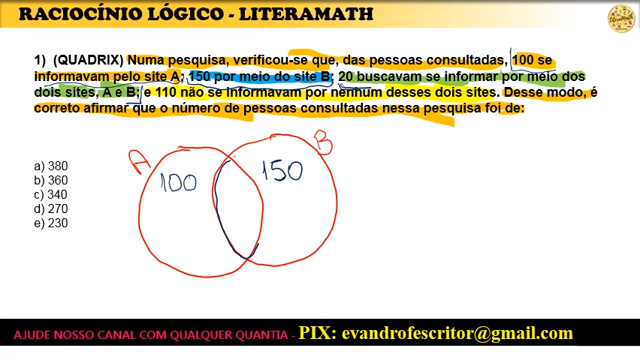 RACIOCÍNIO LÓGICO - LITERAMATH
1) (QUADRIX) Numa pesquisa, verificou-se que, das pessoas consultadas, 100 se
informavam pelo site A; 150 por meio do site B; 20 buscavam se informar por meio dos
dois sites, A e B; e 110 não se informavam por nenhum desses dois sites. Desse modo, é
correto afirmar que o número de pessoas consultadas nessa pesquisa foi de:
A
B
100
150
a) 380
b) 360
c) 340
d) 270
e) 230
AJUDE NOSSO CANAL COM QUALQUER QUANTIA - PIX: evandrofescritor@gmail.com